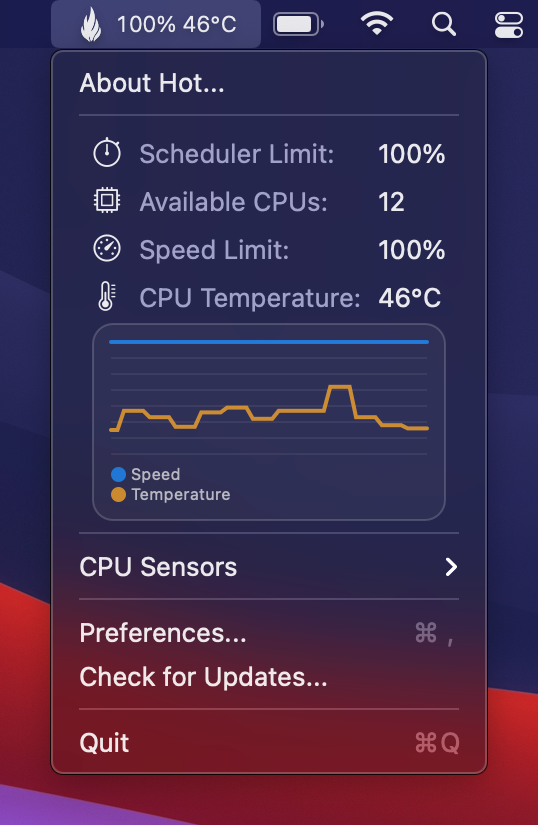 100% 46°C
About Hot...
Scheduler Limit: 100%
Available CPUs: 12
Speed Limit: 100%
CPU Temperature: 46°C
Speed
Temperature
CPU Sensors
Preferences... ⌘ ,
Check for Updates...
Quit ⌘Q